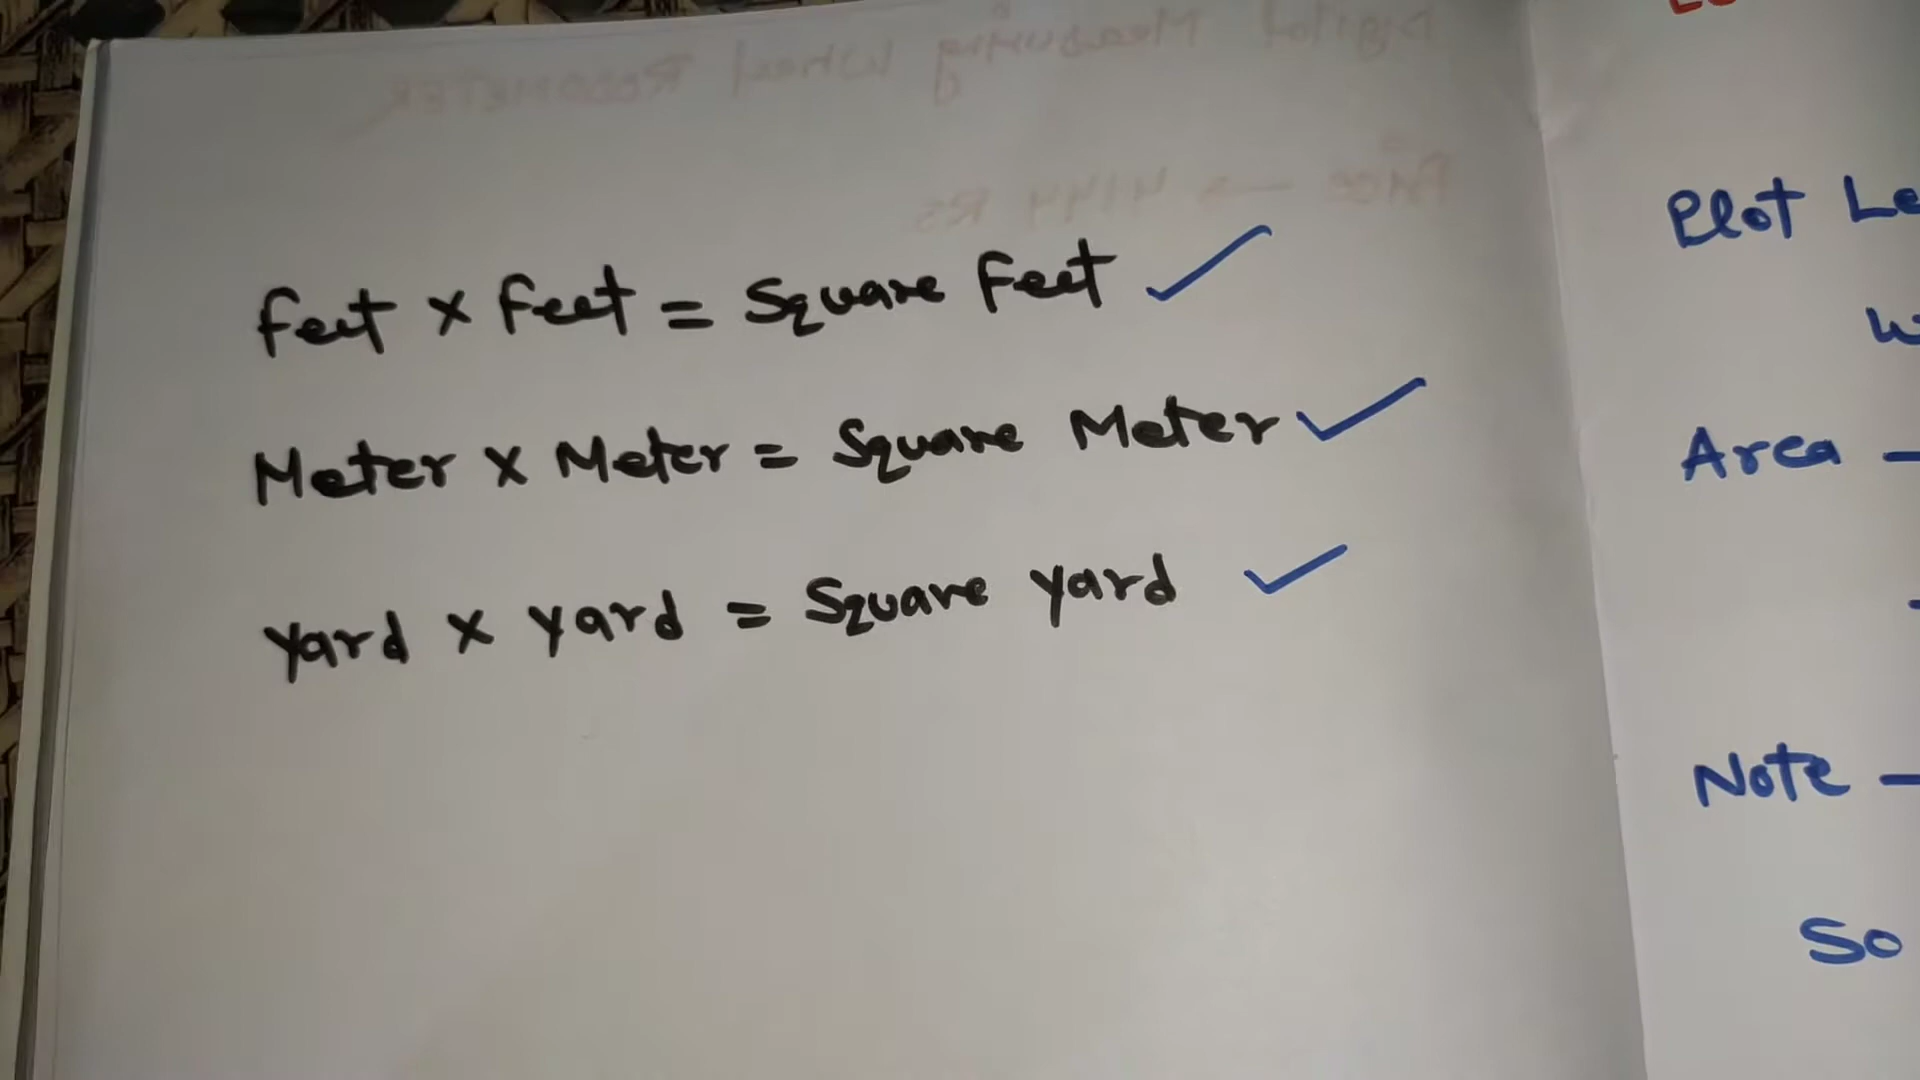 Feet x Feet = Square Feet
Meter x Meter = Square Meter
Yard x Yard = Square Yard
Plot Le
Area -
Note -
So